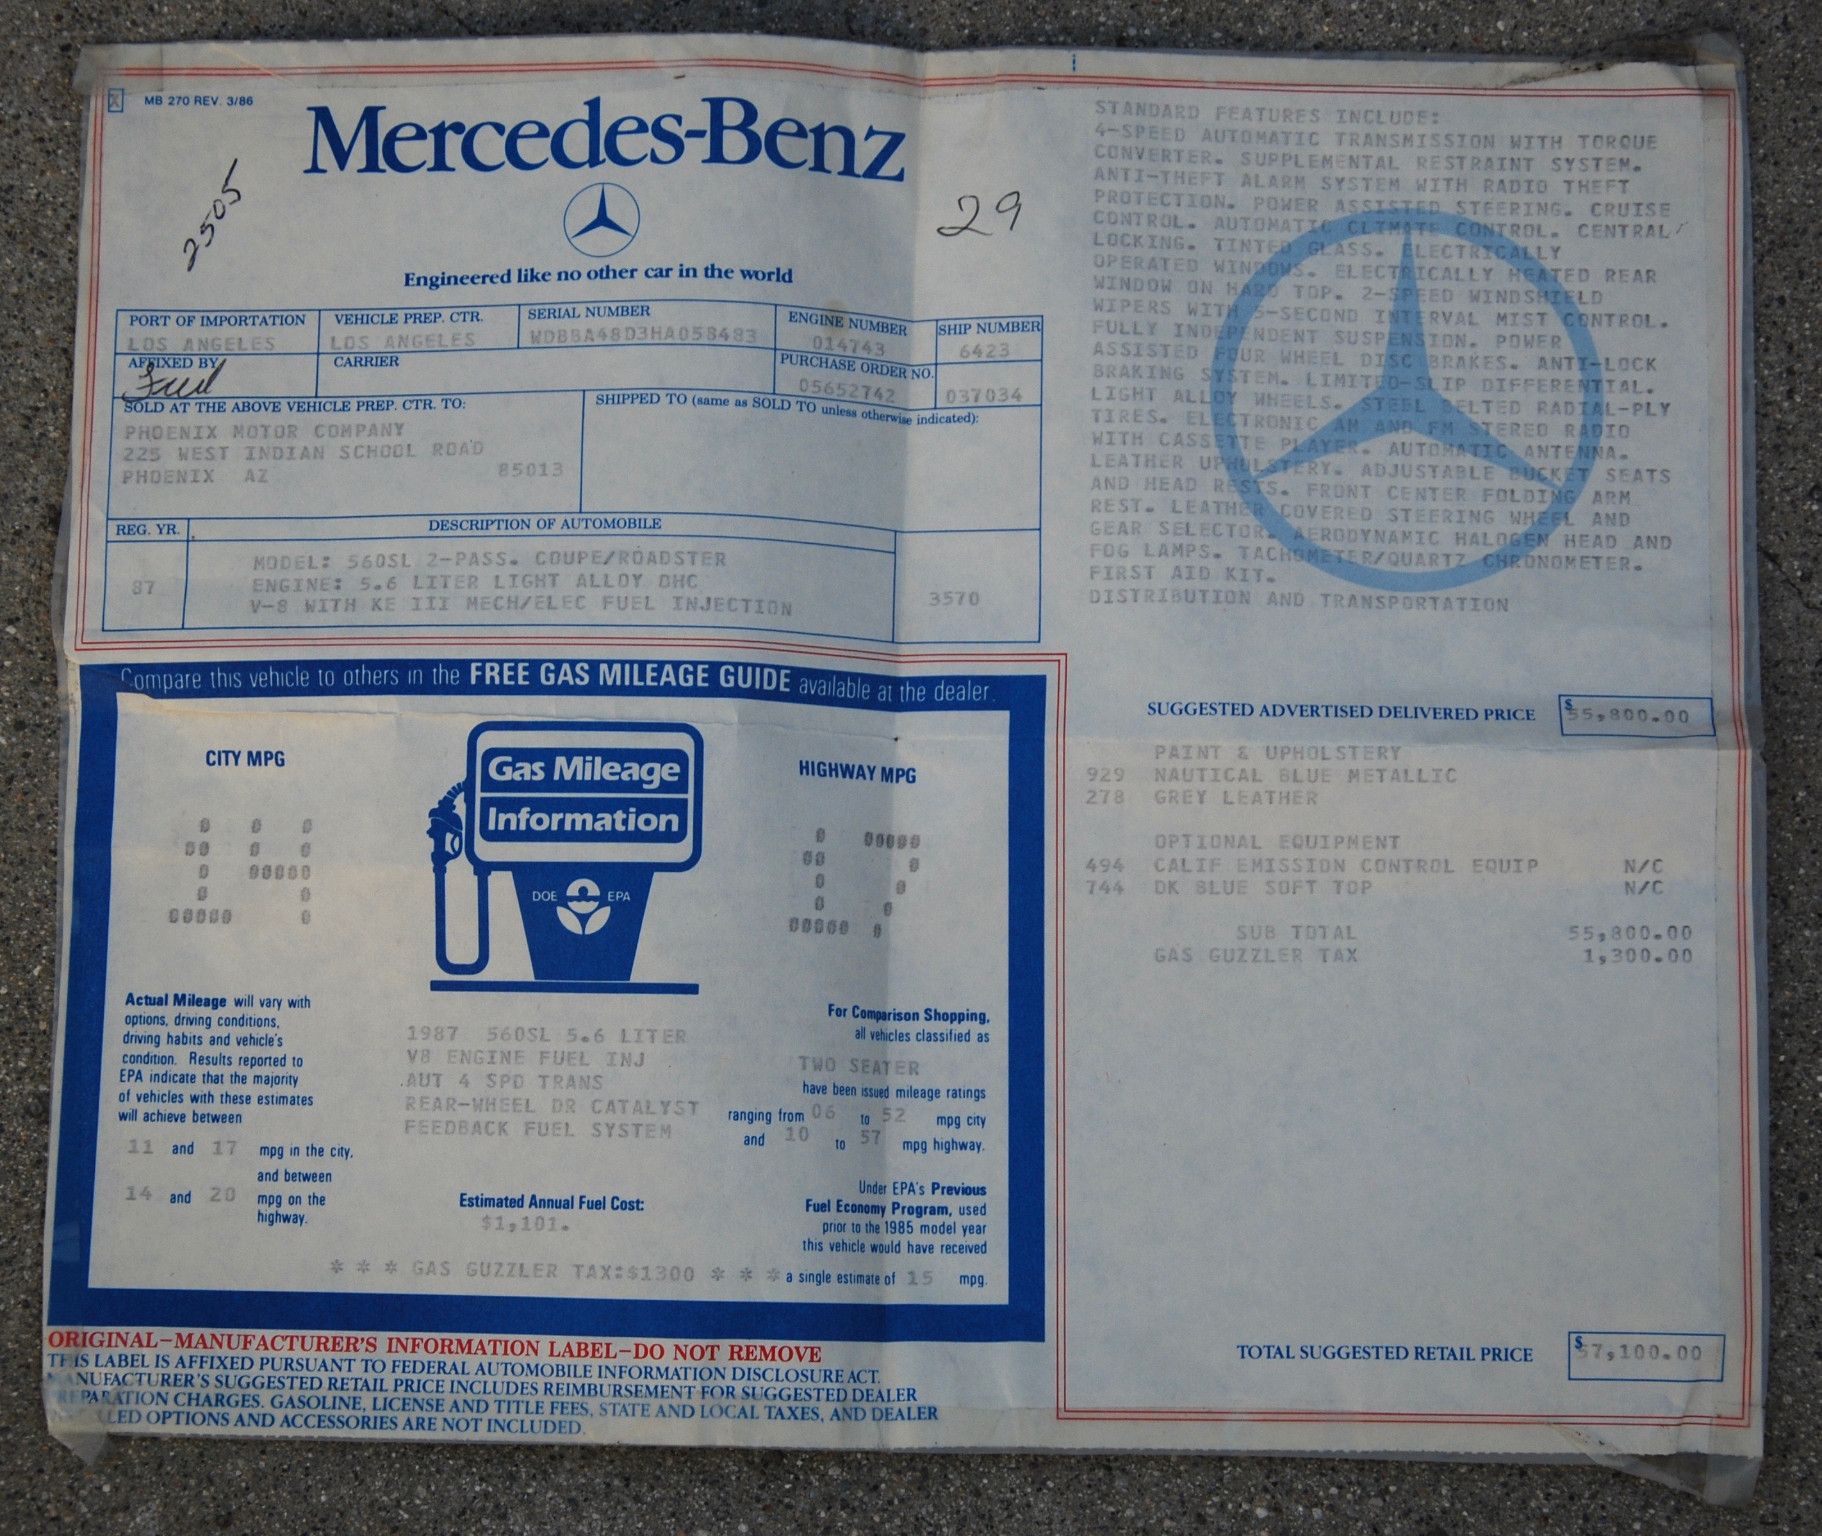 MB 270 REV. 3/86
Mercedes-Benz
2505
29
Engineered like no other car in the world
PORT OF IMPORTATION
LOS ANGELES
VEHICLE PREP. CTR.
LOS ANGELES
SERIAL NUMBER
WDBBA48D3HA058483
ENGINE NUMBER
014743
SHIP NUMBER
6423
AFFIXED BY
CARRIER
PURCHASE ORDER NO.
05652742
037034
SOLD AT THE ABOVE VEHICLE PREP. CTR. TO:
PHOENIX MOTOR COMPANY
225 WEST INDIAN SCHOOL ROAD
PHOENIX AZ 85013
SHIPPED TO (same as SOLD TO unless otherwise indicated):
REG. YR.
87
DESCRIPTION OF AUTOMOBILE
MODEL: 560SL 2-PASS. COUPE/ROADSTER
ENGINE: 5.6 LITER LIGHT ALLOY OHC
V-8 WITH KE III MECH/ELEC FUEL INJECTION
3570
Compare this vehicle to others in the FREE GAS MILEAGE GUIDE available at the dealer.
CITY MPG
14
Gas Mileage
Information
DOE EPA
HIGHWAY MPG
17
Actual Mileage will vary with
options, driving conditions,
driving habits and vehicle's
condition. Results reported to
EPA indicate that the majority
of vehicles with these estimates
will achieve between
11 and 17 mpg in the city,
and between
14 and 20 mpg on the
highway.
1987 560SL 5.6 LITER
V8 ENGINE FUEL INJ
AUT 4 SPD TRANS
REAR-WHEEL DR CATALYST
FEEDBACK FUEL SYSTEM
Estimated Annual Fuel Cost:
$1,101.
For Comparison Shopping,
all vehicles classified as
TWO SEATER
have been issued mileage ratings
ranging from 06 to 52 mpg city
and 10 to 57 mpg highway.
Under EPA's Previous
Fuel Economy Program, used
prior to the 1985 model year
this vehicle would have received
a single estimate of 15 mpg.
* * * GAS GUZZLER TAX:$1300 * * *
ORIGINAL-MANUFACTURER'S INFORMATION LABEL-DO NOT REMOVE
THIS LABEL IS AFFIXED PURSUANT TO FEDERAL AUTOMOBILE INFORMATION DISCLOSURE ACT.
MANUFACTURER'S SUGGESTED RETAIL PRICE INCLUDES REIMBURSEMENT FOR SUGGESTED DEALER
PREPARATION CHARGES. GASOLINE, LICENSE AND TITLE FEES, STATE AND LOCAL TAXES, AND DEALER
OPTIONS AND ACCESSORIES ARE NOT INCLUDED.
STANDARD FEATURES INCLUDE:
4-SPEED AUTOMATIC TRANSMISSION WITH TORQUE
CONVERTER. SUPPLEMENTAL RESTRAINT SYSTEM.
ANTI-THEFT ALARM SYSTEM WITH RADIO THEFT
PROTECTION. POWER ASSISTED STEERING. CRUISE
CONTROL. AUTOMATIC CLIMATE CONTROL. CENTRAL
LOCKING. TINTED GLASS. ELECTRICALLY
OPERATED WINDOWS. ELECTRICALLY HEATED REAR
WINDOW ON HARD TOP. 2-SPEED WINDSHIELD
WIPERS WITH 5-SECOND INTERVAL MIST CONTROL.
FULLY INDEPENDENT SUSPENSION. POWER
ASSISTED FOUR WHEEL DISC BRAKES. ANTI-LOCK
BRAKING SYSTEM. LIMITED-SLIP DIFFERENTIAL.
LIGHT ALLOY WHEELS. STEEL BELTED RADIAL-PLY
TIRES. ELECTRONIC AM AND FM STEREO RADIO
WITH CASSETTE PLAYER. AUTOMATIC ANTENNA.
LEATHER UPHOLSTERY. ADJUSTABLE BUCKET SEATS
AND HEAD RESTS. FRONT CENTER FOLDING ARM
REST. LEATHER COVERED STEERING WHEEL AND
GEAR SELECTOR. AERODYNAMIC HALOGEN HEAD AND
FOG LAMPS. TACHOMETER/QUARTZ CHRONOMETER.
FIRST AID KIT.
DISTRIBUTION AND TRANSPORTATION
SUGGESTED ADVERTISED DELIVERED PRICE $55,800.00
PAINT & UPHOLSTERY
929 NAUTICAL BLUE METALLIC
278 GREY LEATHER
OPTIONAL EQUIPMENT
494 CALIF EMISSION CONTROL EQUIP N/C
744 DK BLUE SOFT TOP N/C
SUB TOTAL 55,800.00
GAS GUZZLER TAX 1,300.00
TOTAL SUGGESTED RETAIL PRICE $57,100.00